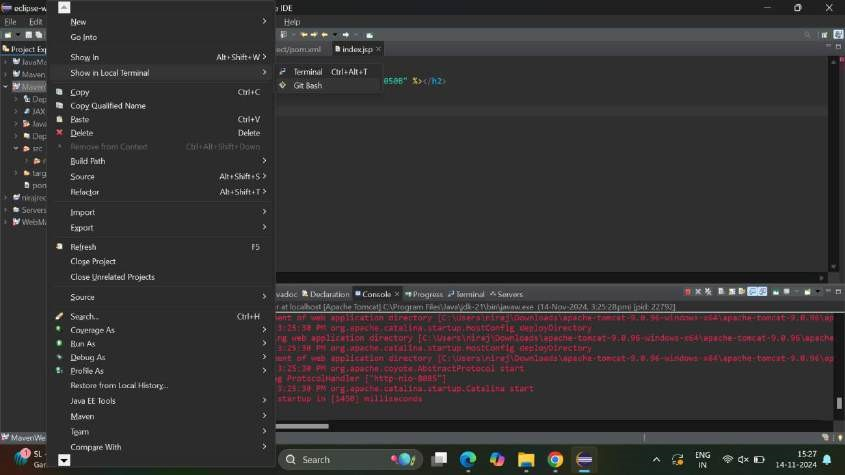 eclipse-w
IDE
File
Edit
Help
Project Exp
ect/pom.xml
index.jsp
JavaMo
Maven
Maven
Dep
JAX
Java
Dep
src
targ
pom
nirajrec
Servers
WebMa
New
Go Into
Show In Alt+Shift+W
Show in Local Terminal
Terminal Ctrl+Alt+T
Git Bash
050B" %></h2>
Copy Ctrl+C
Copy Qualified Name
Paste Ctrl+V
Delete Delete
Remove from Context Ctrl+Alt+Shift+Down
Build Path
Source Alt+Shift+S
Refactor Alt+Shift+T
Import
Export
Refresh F5
Close Project
Close Unrelated Projects
Source
Search... Ctrl+H
Coverage As
Run As
Debug As
Profile As
Restore from Local History...
Java EE Tools
Maven
Team
Compare With
vadoc Declaration Console Progress Terminal Servers
r at localhost [Apache Tomcat] C:\Program Files\Java\jdk-21\bin\javaw.exe (14-Nov-2024, 3:25:28 pm) [pid: 22792]
ment of web application directory [C:\Users\niraj\Downloads\apache-tomcat-9.0.96-windows-x64\apache-tomcat-9.0.96\ap
3:25:30 PM org.apache.catalina.startup.HostConfig deployDirectory
ng web application directory [C:\Users\niraj\Downloads\apache-tomcat-9.0.96-windows-x64\apache-tomcat-9.0.96\apache
3:25:30 PM org.apache.catalina.startup.HostConfig deployDirectory
ment of web application directory [C:\Users\niraj\Downloads\apache-tomcat-9.0.96-windows-x64\apache-tomcat-9.0.96\ap
3:25:30 PM org.apache.coyote.AbstractProtocol start
ng ProtocolHandler ["http-nio-8085"]
3:25:30 PM org.apache.catalina.startup.Catalina start
startup in [1450] milliseconds
MavenWe
SL -
Search
ENG
IN
15:27
14-11-2024